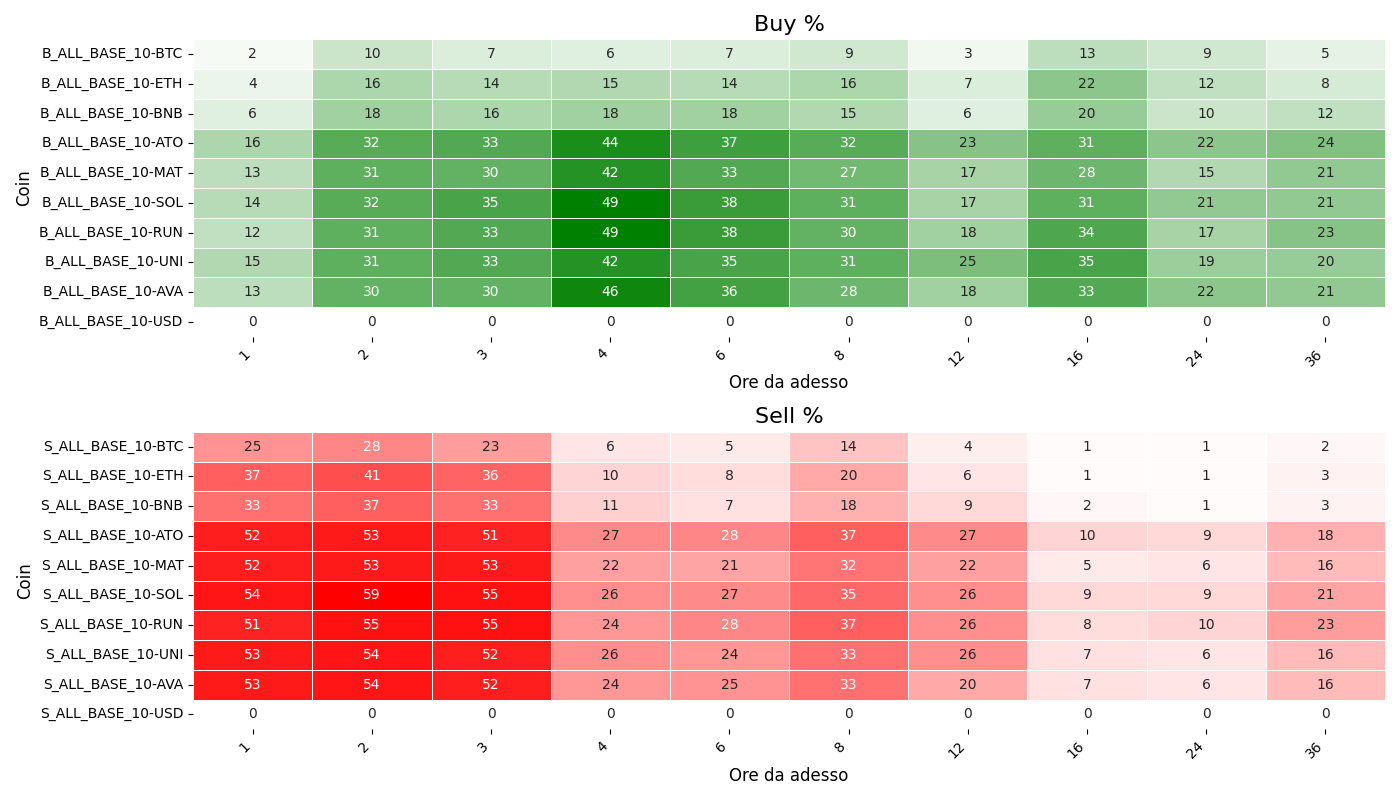 Buy %
Coin
B_ALL_BASE_10-BTC 2 10 7 6 7 9 3 13 9 5
B_ALL_BASE_10-ETH 4 16 14 15 14 16 7 22 12 8
B_ALL_BASE_10-BNB 6 18 16 18 18 15 6 20 10 12
B_ALL_BASE_10-ATO 16 32 33 44 37 32 23 31 22 24
B_ALL_BASE_10-MAT 13 31 30 42 33 27 17 28 15 21
B_ALL_BASE_10-SOL 14 32 35 49 38 31 17 31 21 21
B_ALL_BASE_10-RUN 12 31 33 49 38 30 18 34 17 23
B_ALL_BASE_10-UNI 15 31 33 42 35 31 25 35 19 20
B_ALL_BASE_10-AVA 13 30 30 46 36 28 18 33 22 21
B_ALL_BASE_10-USD 0 0 0 0 0 0 0 0 0 0
1 2 3 4 6 8 12 16 24 36
Ore da adesso
Sell %
Coin
S_ALL_BASE_10-BTC 25 28 23 6 5 14 4 1 1 2
S_ALL_BASE_10-ETH 37 41 36 10 8 20 6 1 1 3
S_ALL_BASE_10-BNB 33 37 33 11 7 18 9 2 1 3
S_ALL_BASE_10-ATO 52 53 51 27 28 37 27 10 9 18
S_ALL_BASE_10-MAT 52 53 53 22 21 32 22 5 6 16
S_ALL_BASE_10-SOL 54 59 55 26 27 35 26 9 9 21
S_ALL_BASE_10-RUN 51 55 55 24 28 37 26 8 10 23
S_ALL_BASE_10-UNI 53 54 52 26 24 33 26 7 6 16
S_ALL_BASE_10-AVA 53 54 52 24 25 33 20 7 6 16
S_ALL_BASE_10-USD 0 0 0 0 0 0 0 0 0 0
1 2 3 4 6 8 12 16 24 36
Ore da adesso